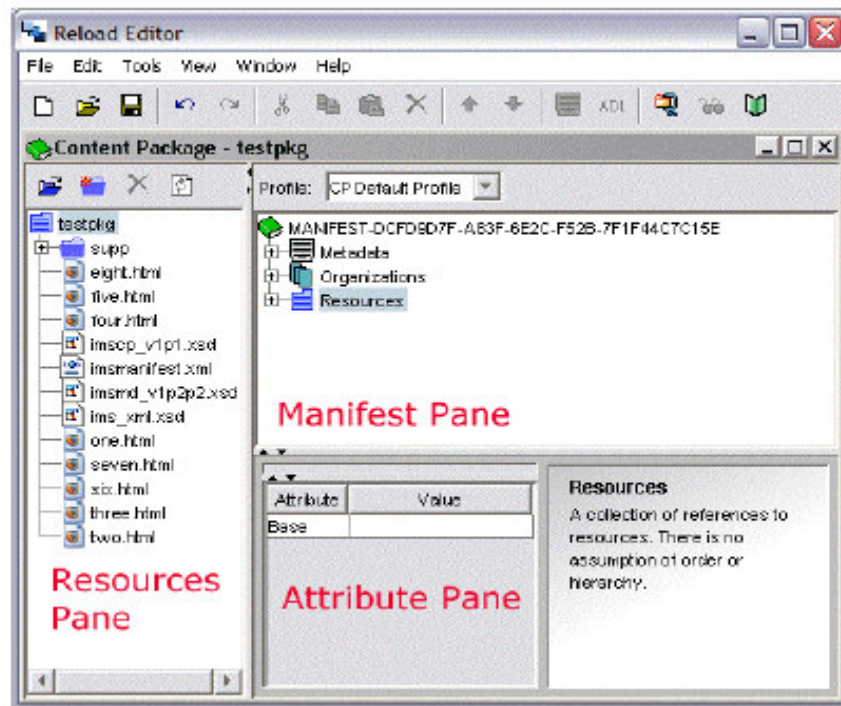 Reload Editor
File Edit Tools View Window Help
ADL
Content Package - testpkg
Profile: CP Default Profile
testpkg
supp
eight.html
five.html
four.html
imscp_v1p1.xsd
imsmanifest.xml
imsmd_v1p2p2.xsd
ims_xml.xsd
one.html
seven.html
six.html
three.html
two.html
Resources
Pane
MANIFEST-DCFD9D7F-A83F-6E2C-F52B-7F1F44C7C15E
Metadata
Organizations
Resources
Manifest Pane
Attribute Value
Base
Attribute Pane
Resources
A collection of references to
resources. There is no
assumption of order or
hierarchy.